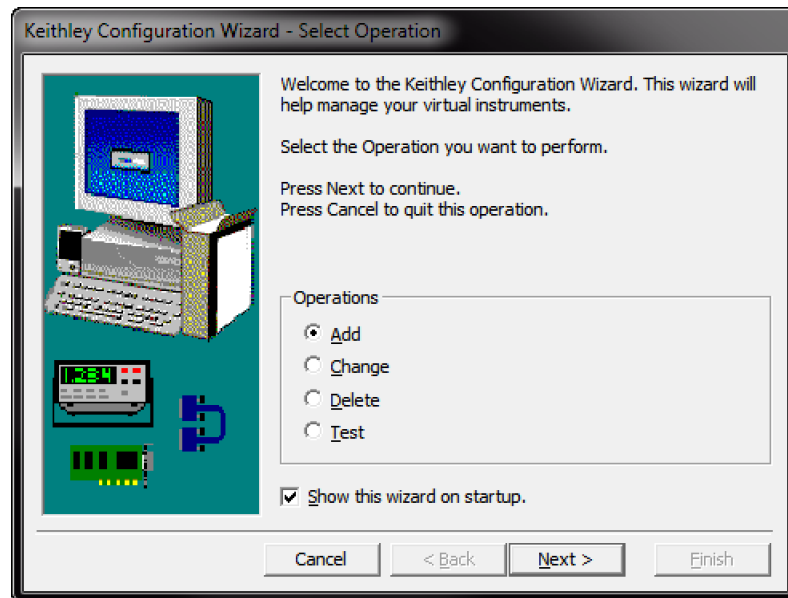 Keithley Configuration Wizard - Select Operation
Welcome to the Keithley Configuration Wizard. This wizard will
help manage your virtual instruments.
Select the Operation you want to perform.
Press Next to continue.
Press Cancel to quit this operation.
Operations
Add
Change
Delete
Test
1.234
Show this wizard on startup.
Cancel
< Back
Next >
Finish